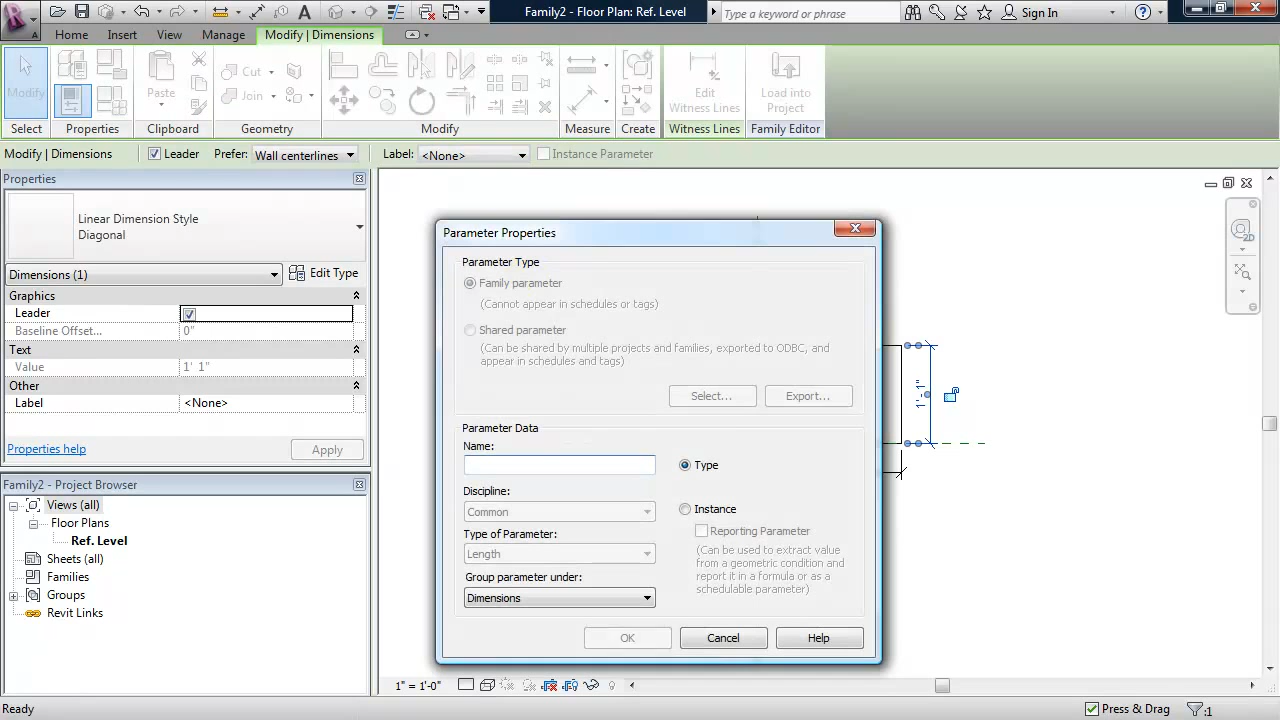 Family2 - Floor Plan: Ref. Level
Type a keyword or phrase
Sign In
Home
Insert
View
Manage
Modify | Dimensions
Modify
Paste
Cut
Join
Edit
Witness Lines
Load into
Project
Select
Properties
Clipboard
Geometry
Modify
Measure
Create
Witness Lines
Family Editor
Modify | Dimensions
Leader
Prefer:
Wall centerlines
Label:
<None>
Instance Parameter
Properties
Linear Dimension Style
Diagonal
Dimensions (1)
Edit Type
Graphics
Leader
Baseline Offset...
0"
Text
Value
1' 1"
Other
Label
<None>
Properties help
Apply
Family2 - Project Browser
Views (all)
Floor Plans
Ref. Level
Sheets (all)
Families
Groups
Revit Links
Parameter Properties
Parameter Type
Family parameter
(Cannot appear in schedules or tags)
Shared parameter
(Can be shared by multiple projects and families, exported to ODBC, and
appear in schedules and tags)
Select...
Export...
Parameter Data
Name:
Type
Discipline:
Common
Instance
Type of Parameter:
Length
Reporting Parameter
(Can be used to extract value
from a geometric condition and
report it in a formula or as a
schedulable parameter)
Group parameter under:
Dimensions
OK
Cancel
Help
1' - 1"
2D
1" = 1'-0"
Ready
Press & Drag
:1